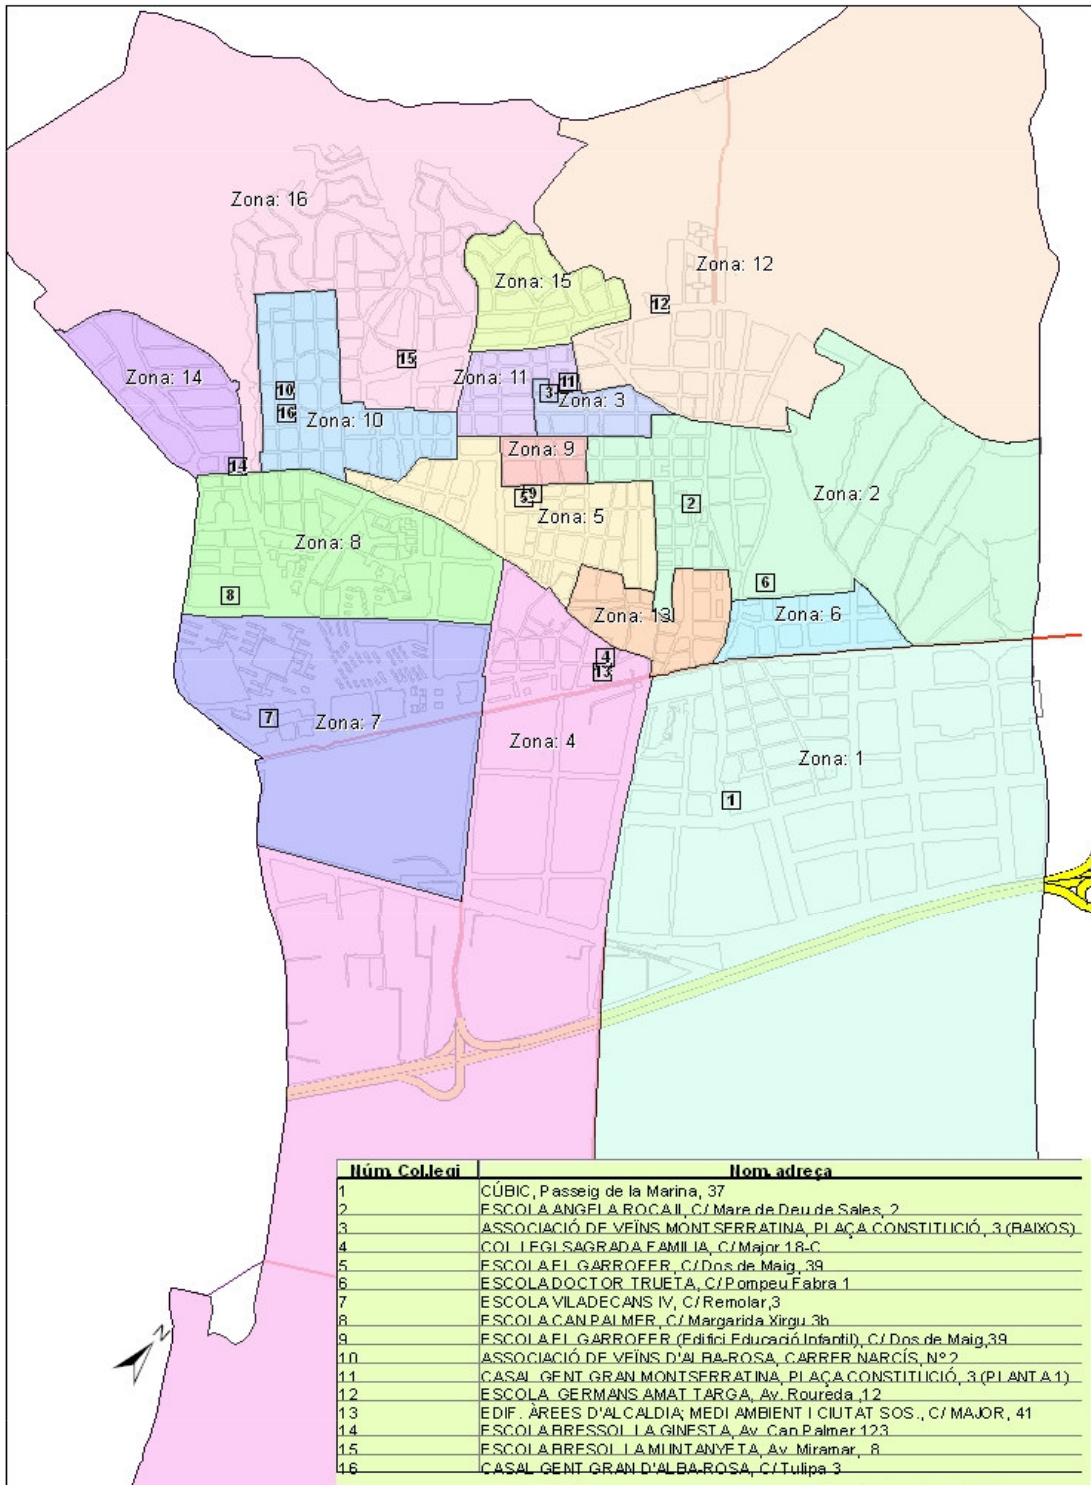 Zona: 16
Zona: 12
Zona: 15
12
15
Zona: 14
Zona: 11
11
3
Zona: 3
10
16
Zona: 10
Zona: 9
14
9
5
Zona: 5
2
Zona: 2
Zona: 8
8
6
Zona: 13
Zona: 6
4
13
7
Zona: 7
Zona: 4
Zona: 1
1
N
Núm. Col.legi Nom. adreça
1 CÚBIC, Passeig de la Marina, 37
2 ESCOLA ANGELA ROCA II, C/ Mare de Deu de Sales, 2
3 ASSOCIACIÓ DE VEÏNS MONTSERRATINA, PLAÇA CONSTITUCIÓ, 3 (BAIXOS)
4 COL.LEGI SAGRADA FAMILIA, C/ Major 18-C
5 ESCOLA EL GARROFER, C/ Dos de Maig, 39
6 ESCOLA DOCTOR TRUETA, C/ Pompeu Fabra 1
7 ESCOLA VILADECANS IV, C/ Remolar,3
8 ESCOLA CAN PALMER, C/ Margarida Xirgu 3b
9 ESCOLA EL GARROFER (Edifici Educació Infantil), C/ Dos de Maig,39
10 ASSOCIACIÓ DE VEÏNS D'ALBA-ROSA, CARRER NARCÍS, Nº 2
11 CASAL GENT GRAN MONTSERRATINA, PLAÇA CONSTITUCIÓ, 3 (PLANTA 1)
12 ESCOLA GERMANS AMAT TARGA, Av. Roureda ,12
13 EDIF. ÀREES D'ALCALDIA; MEDI AMBIENT I CIUTAT SOS., C/ MAJOR, 41
14 ESCOLA BRESSOL LA GINESTA, Av. Can Palmer 123
15 ESCOLA BRESOL LA MUNTANYETA, Av. Miramar, 8
16 CASAL GENT GRAN D'ALBA-ROSA, C/ Tulipa 3